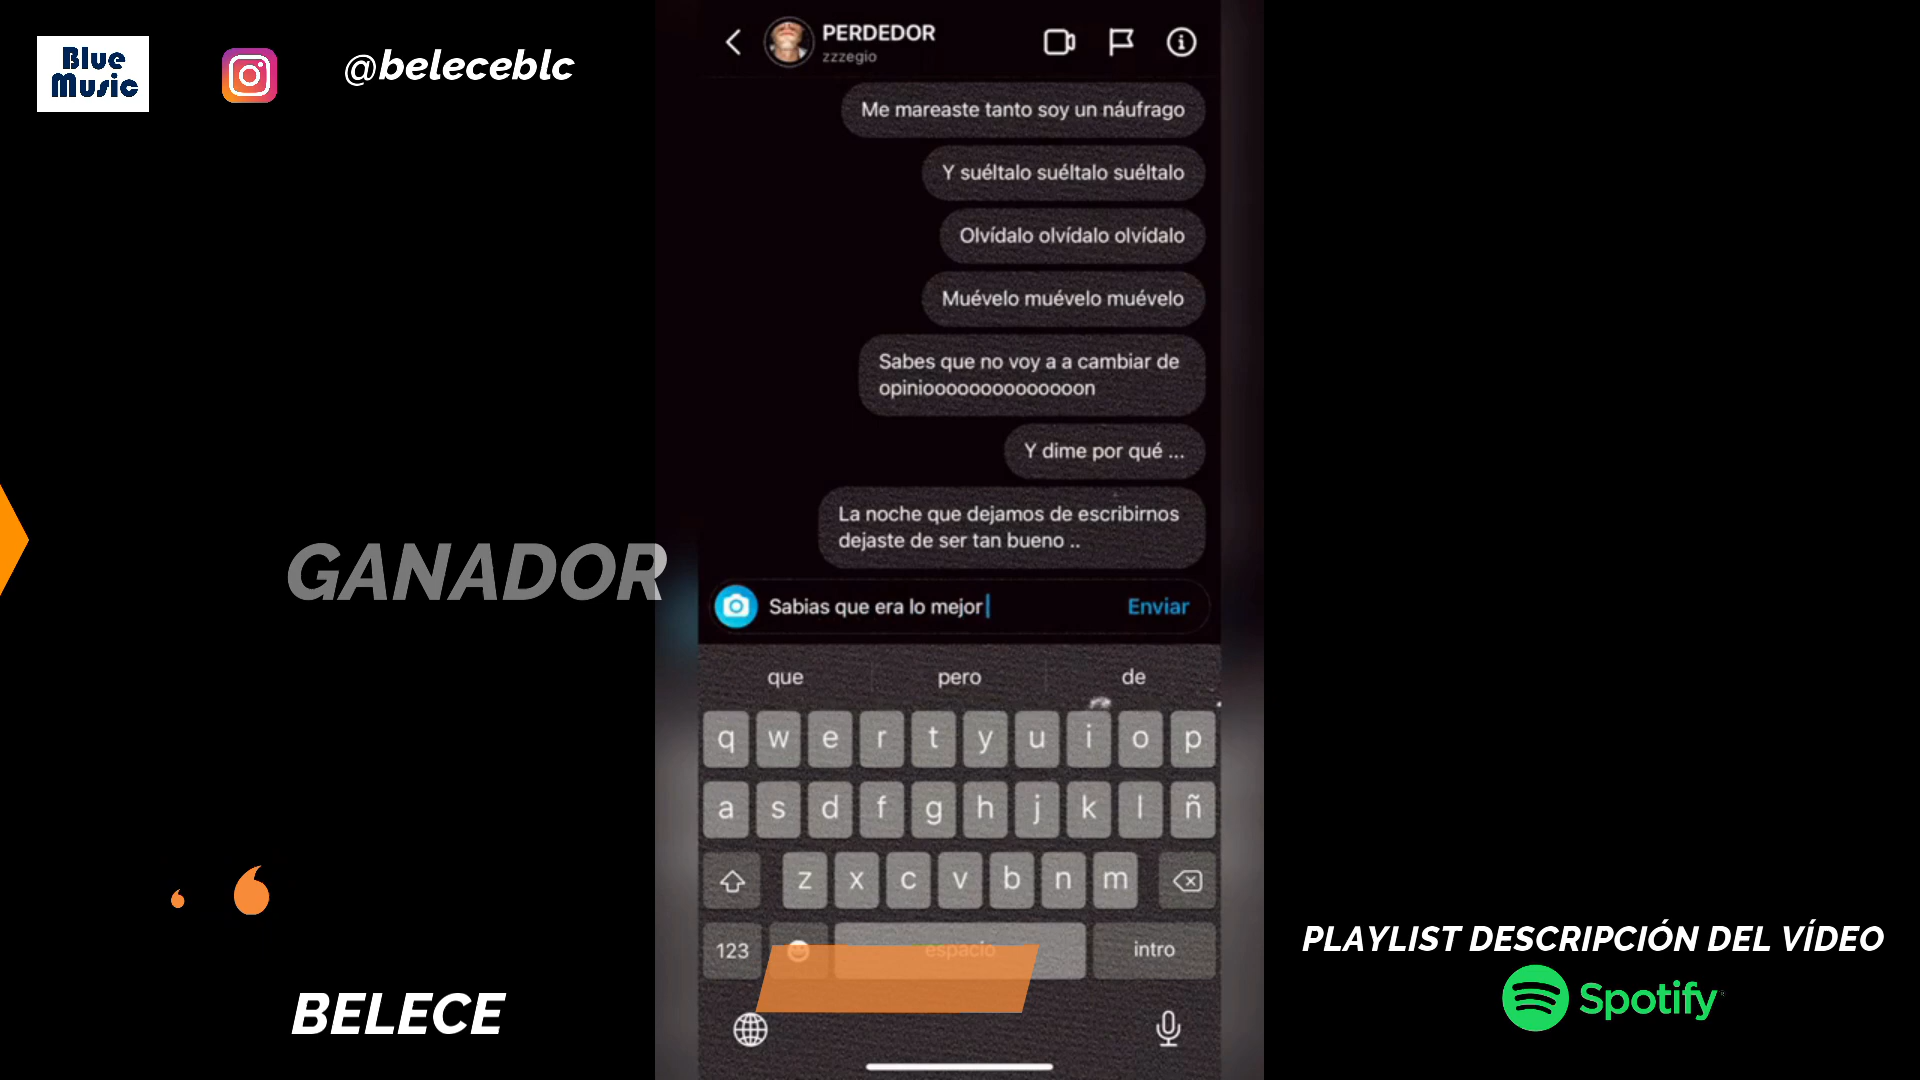 Blue
Music
@beleceblc
PERDEDOR
zzzegio
Me mareaste tanto soy un náufrago
Y suéltalo suéltalo suéltalo
Olvídalo olvídalo olvídalo
Muévelo muévelo muévelo
Sabes que no voy a a cambiar de
opiniooooooooooooooon
Y dime por qué ...
La noche que dejamos de escribirnos
dejaste de ser tan bueno ..
GANADOR
Sabias que era lo mejor
Enviar
que pero de
q w e r t y u i o p
a s d f g h j k l ñ
z x c v b n m
123 espacio intro
BELECE
PLAYLIST DESCRIPCIÓN DEL VÍDEO
Spotify